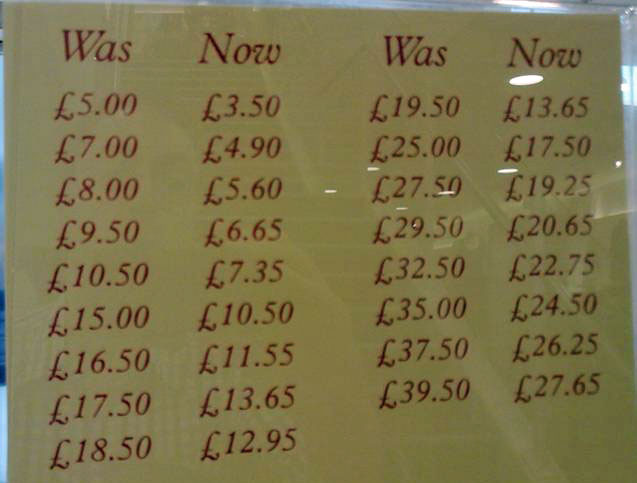 Was Now Was Now
£5.00 £3.50 £19.50 £13.65
£7.00 £4.90 £25.00 £17.50
£8.00 £5.60 £27.50 £19.25
£9.50 £6.65 £29.50 £20.65
£10.50 £7.35 £32.50 £22.75
£15.00 £10.50 £35.00 £24.50
£16.50 £11.55 £37.50 £26.25
£17.50 £13.65 £39.50 £27.65
£18.50 £12.95